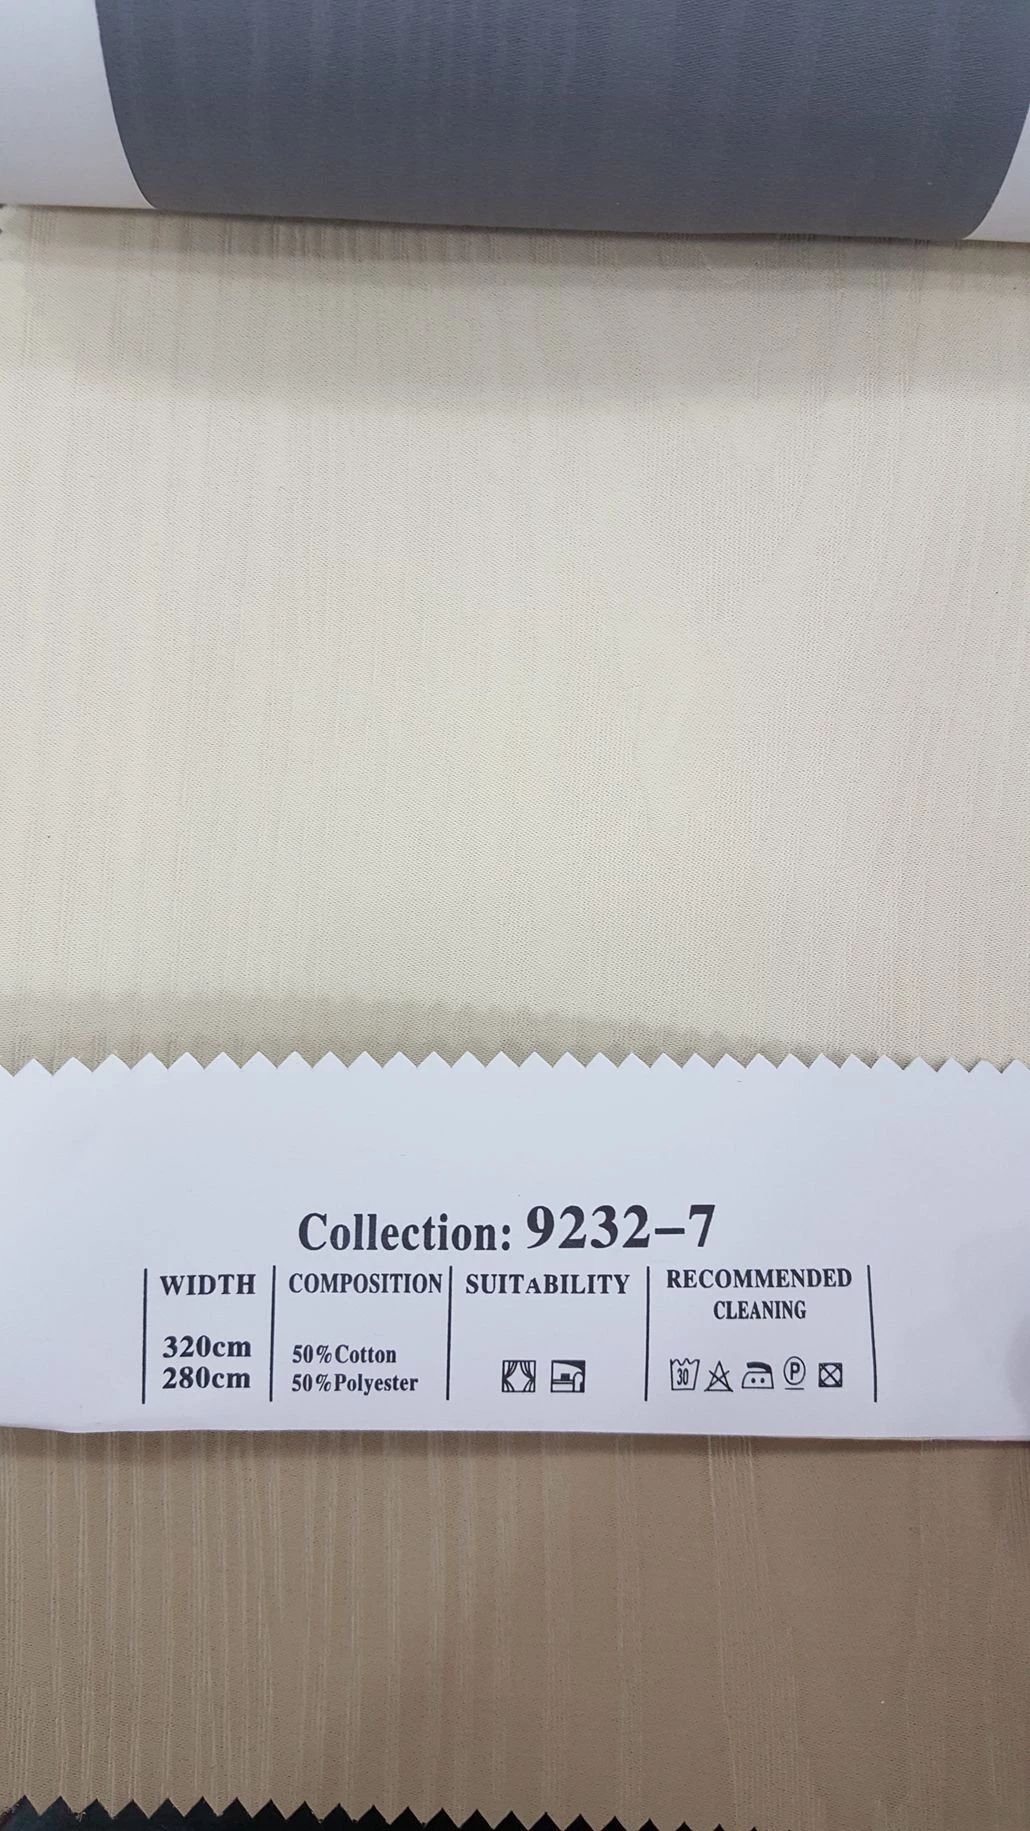 Collection: 9232-7
WIDTH
320cm
280cm
COMPOSITION
50%Cotton
50%Polyester
SUITABILITY
RECOMMENDED
CLEANING
30
P